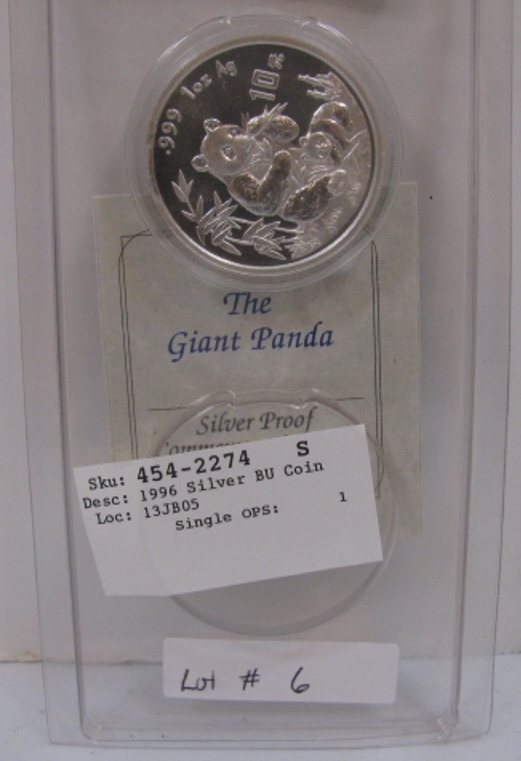 .999 1oz Ag 10元
The
Giant Panda
Silver Proof
Sku: 454-2274 S
Desc: 1996 Silver BU Coin
Loc: 13JB05
Single OPS: 1
Lot # 6